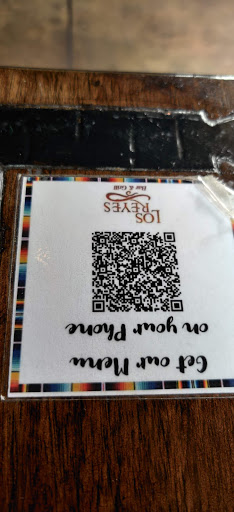 Get our Menu
on your Phone
LOS
REYES
Bar & Grill